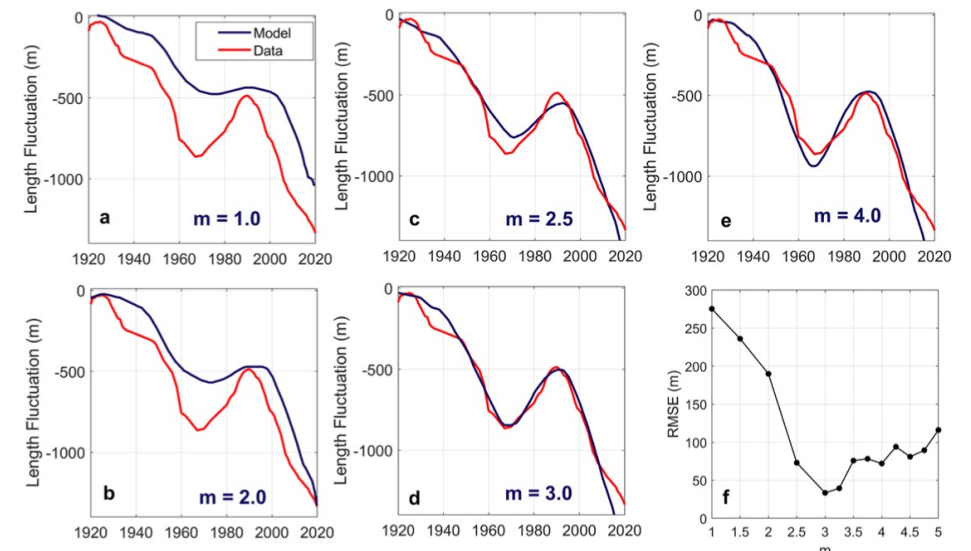 0
-500
-1000
1920 1940 1960 1980 2000 2020
Length Fluctuation (m)
Model
Data
a
m = 1.0
0
-500
-1000
1920 1940 1960 1980 2000 2020
Length Fluctuation (m)
c
m = 2.5
0
-500
-1000
1920 1940 1960 1980 2000 2020
Length Fluctuation (m)
e
m = 4.0
0
-500
-1000
1920 1940 1960 1980 2000 2020
Length Fluctuation (m)
b
m = 2.0
0
-500
-1000
1920 1940 1960 1980 2000 2020
Length Fluctuation (m)
d
m = 3.0
300
250
200
150
100
50
0
1 1.5 2 2.5 3 3.5 4 4.5 5
RMSE (m)
f
m